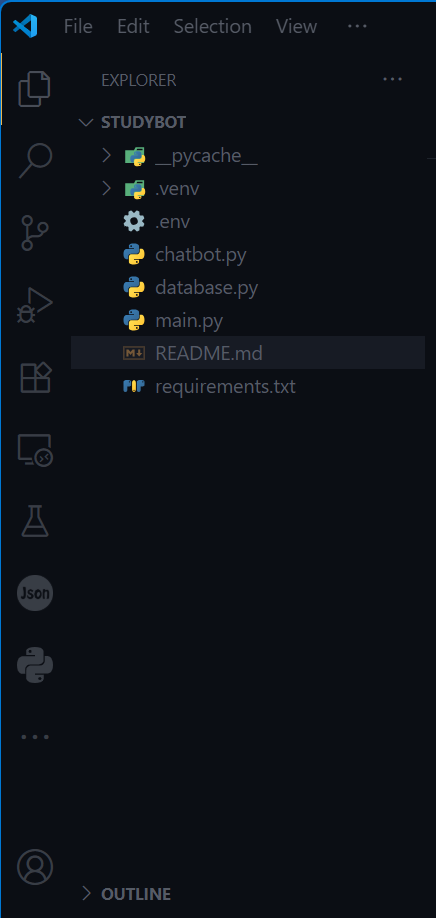 File Edit Selection View ...
EXPLORER ...
STUDYBOT
__pycache__
.venv
.env
chatbot.py
database.py
main.py
README.md
requirements.txt
Json
...
OUTLINE